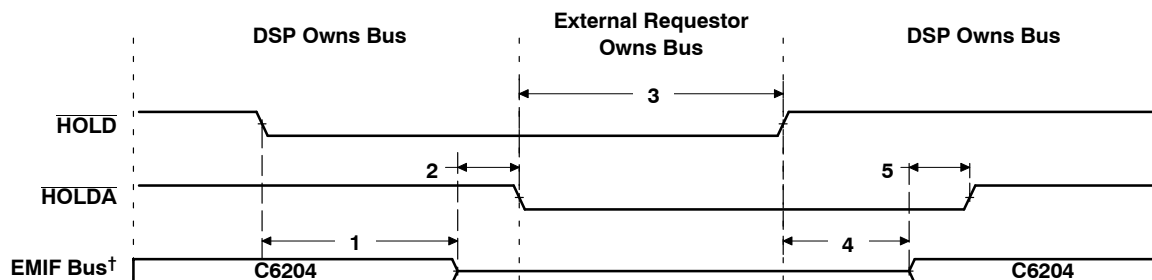 External Requestor
DSP Owns Bus
Owns Bus
DSP Owns Bus
3
HOLD
2
5
HOLDA
1
4
EMIF Bus†
C6204
C6204